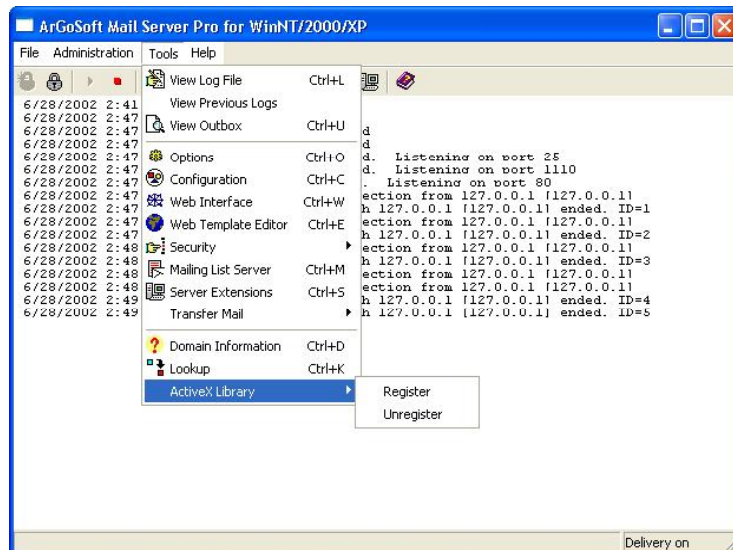 ArGoSoft Mail Server Pro for WinNT/2000/XP
File Administration Tools Help
View Log File Ctrl+L
View Previous Logs
View Outbox Ctrl+U
Options Ctrl+O
Configuration Ctrl+C
Web Interface Ctrl+W
Web Template Editor Ctrl+E
Security
Mailing List Server Ctrl+M
Server Extensions Ctrl+S
Transfer Mail
Domain Information Ctrl+D
Lookup Ctrl+K
ActiveX Library
Register
Unregister
6/28/2002 2:41
6/28/2002 2:47
6/28/2002 2:47 d
6/28/2002 2:47 d
6/28/2002 2:47 d. Listening on port 25
6/28/2002 2:47 d. Listening on port 1110
6/28/2002 2:47 . Listening on port 80
6/28/2002 2:47 ection from 127.0.0.1 [127.0.0.1]
6/28/2002 2:47 h 127.0.0.1 [127.0.0.1] ended. ID=1
6/28/2002 2:47 ection from 127.0.0.1 [127.0.0.1]
6/28/2002 2:47 h 127.0.0.1 [127.0.0.1] ended. ID=2
6/28/2002 2:48 ection from 127.0.0.1 [127.0.0.1]
6/28/2002 2:48 h 127.0.0.1 [127.0.0.1] ended. ID=3
6/28/2002 2:48 ection from 127.0.0.1 [127.0.0.1]
6/28/2002 2:48 ection from 127.0.0.1 [127.0.0.1]
6/28/2002 2:49 h 127.0.0.1 [127.0.0.1] ended. ID=4
6/28/2002 2:49 h 127.0.0.1 [127.0.0.1] ended. ID=5
Delivery on